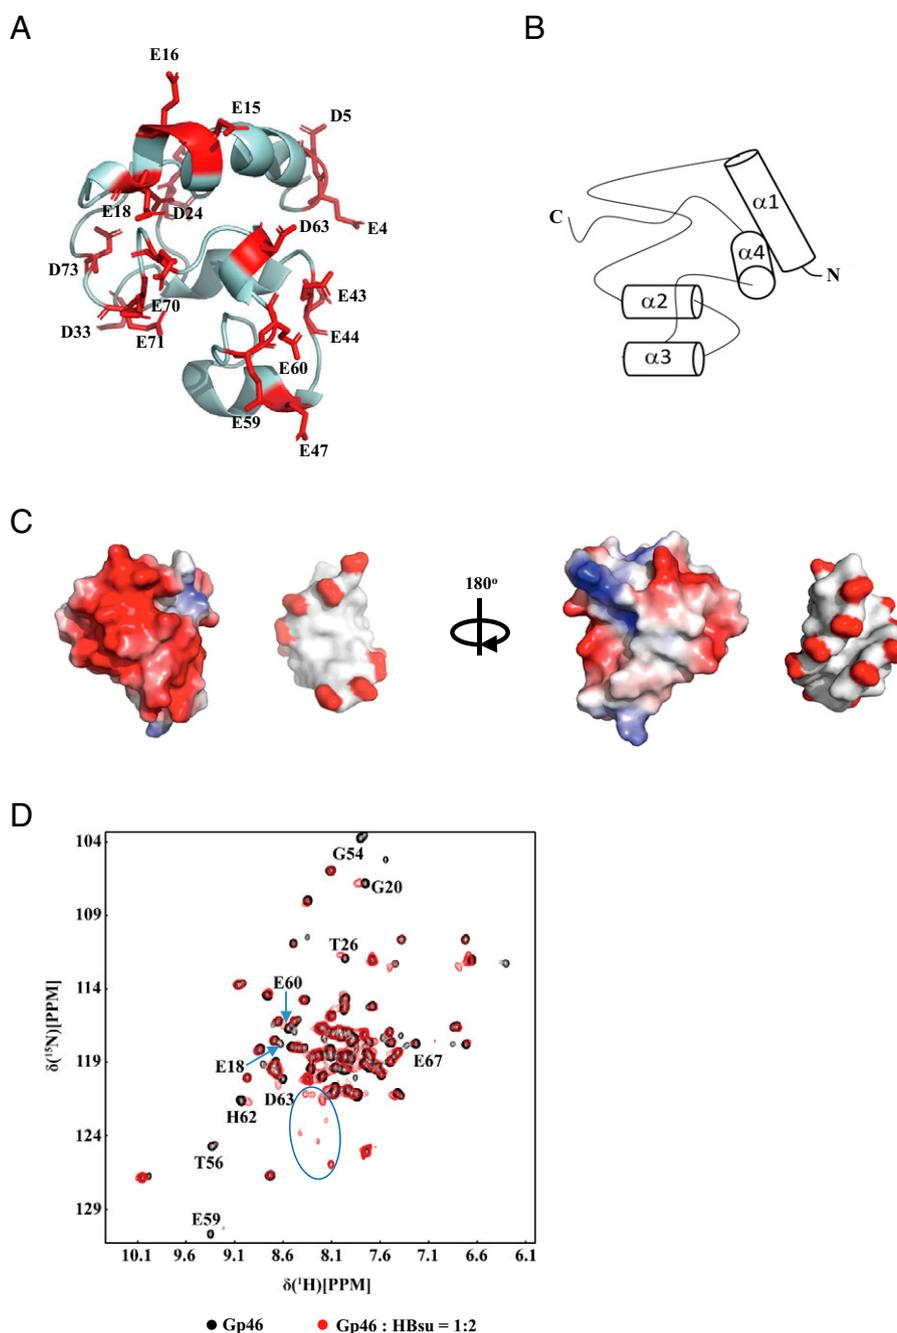 A
B
E16
E15
D5
E18
D24
E4
D63
D73
E70
E43
D33
E71
E44
E60
E59
E47
α1
C
α4
N
α2
α3
C
180º
D
104
109
114
119
124
129
δ(¹⁵N)[PPM]
G54
G20
T26
E60
E18
E67
D63
H62
T56
E59
10.1 9.6 9.1 8.6 8.1 7.6 7.1 6.6 6.1
δ(¹H)[PPM]
Gp46 Gp46 : HBsu = 1:2